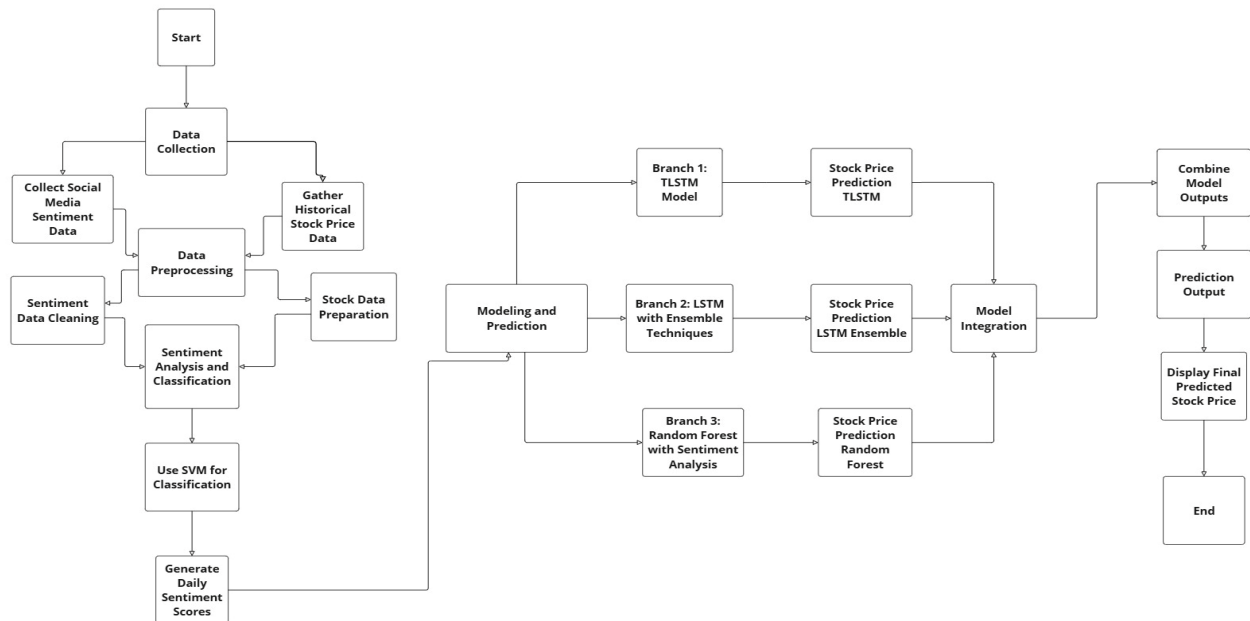 Start
Data
Collection
Collect Social
Media
Sentiment
Data
Gather
Historical
Stock Price
Data
Data
Preprocessing
Sentiment
Data Cleaning
Stock Data
Preparation
Sentiment
Analysis and
Classification
Use SVM for
Classification
Generate
Daily
Sentiment
Scores
Modeling and
Prediction
Branch 1:
TLSTM
Model
Stock Price
Prediction
TLSTM
Branch 2: LSTM
with Ensemble
Techniques
Stock Price
Prediction
LSTM Ensemble
Branch 3:
Random Forest
with Sentiment
Analysis
Stock Price
Prediction
Random
Forest
Model
Integration
Combine
Model
Outputs
Prediction
Output
Display Final
Predicted
Stock Price
End